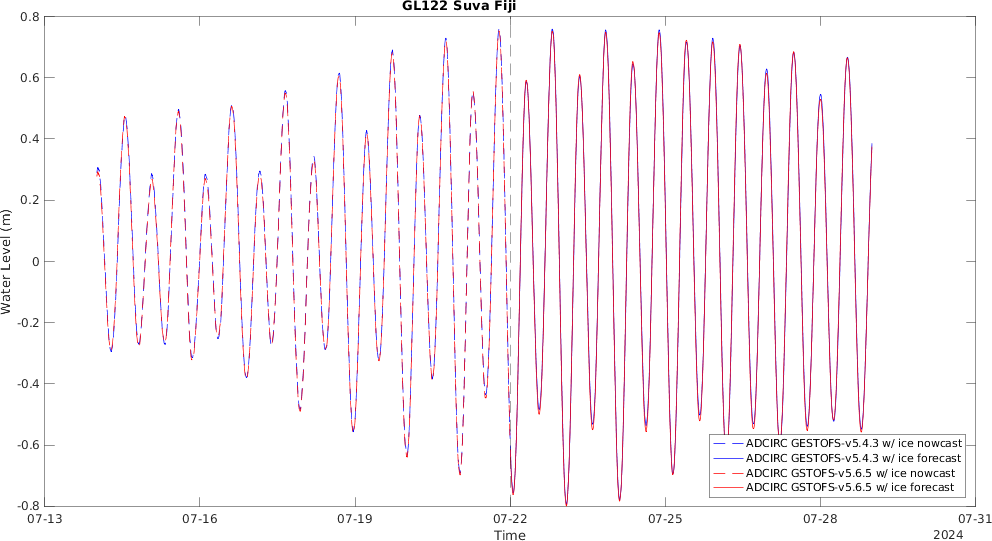 GL122 Suva Fiji
0.8
0.6
0.4
0.2
0
-0.2
-0.4
-0.6
-0.8
Water Level (m)
ADCIRC GESTOFS-v5.4.3 w/ ice nowcast
ADCIRC GESTOFS-v5.4.3 w/ ice forecast
ADCIRC GSTOFS-v5.6.5 w/ ice nowcast
ADCIRC GSTOFS-v5.6.5 w/ ice forecast
07-13 07-16 07-19 07-22 07-25 07-28 07-31
Time
2024